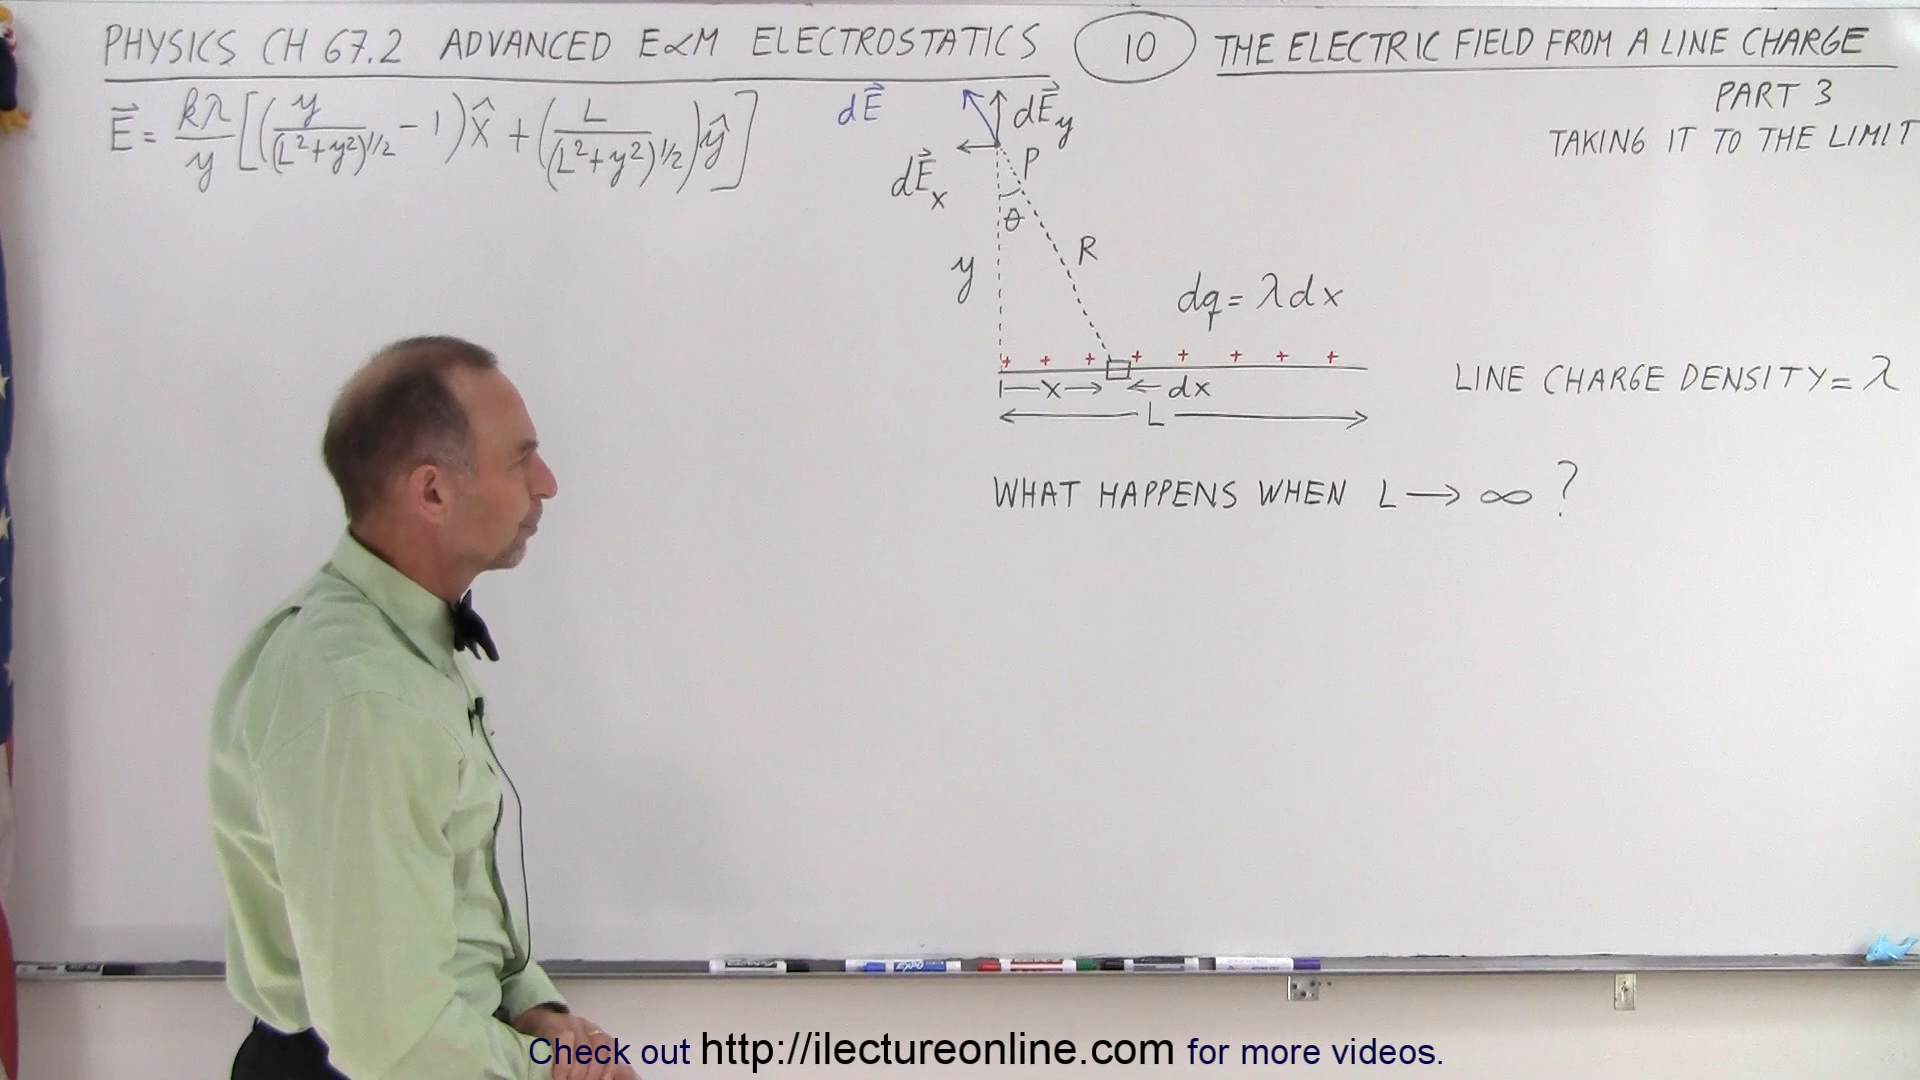 PHYSICS CH 67.2 ADVANCED E&M ELECTROSTATICS 10 THE ELECTRIC FIELD FROM A LINE CHARGE
PART 3
TAKING IT TO THE LIMIT
E⃗ = kλ/y [(y/(L²+y²)^1/2 - 1) x̂ + (L/(L²+y²)^1/2) ŷ]
dE⃗
dE⃗y
dE⃗x
P
θ
R
y
dq = λdx
+ + + + + + + +
x dx
L
LINE CHARGE DENSITY = λ
WHAT HAPPENS WHEN L → ∞ ?
Check out http://ilectureonline.com for more videos.